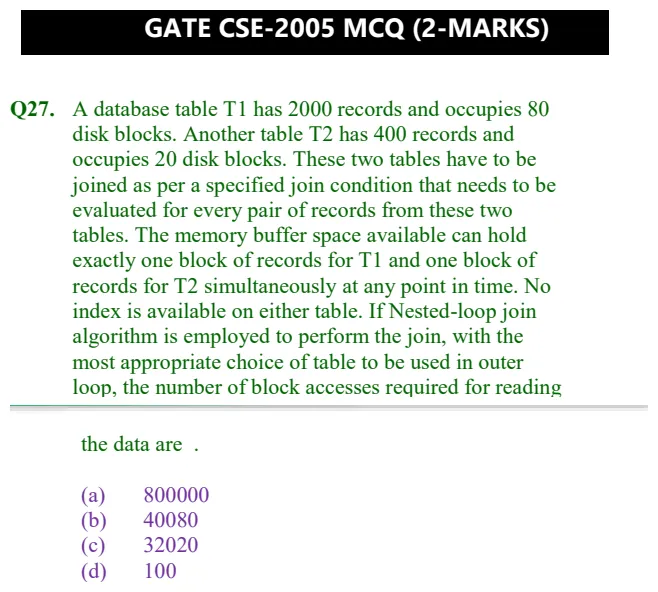 GATE CSE-2005 MCQ (2-MARKS)
Q27. A database table T1 has 2000 records and occupies 80
disk blocks. Another table T2 has 400 records and
occupies 20 disk blocks. These two tables have to be
joined as per a specified join condition that needs to be
evaluated for every pair of records from these two
tables. The memory buffer space available can hold
exactly one block of records for T1 and one block of
records for T2 simultaneously at any point in time. No
index is available on either table. If Nested-loop join
algorithm is employed to perform the join, with the
most appropriate choice of table to be used in outer
loop, the number of block accesses required for reading
the data are .
(a) 800000
(b) 40080
(c) 32020
(d) 100